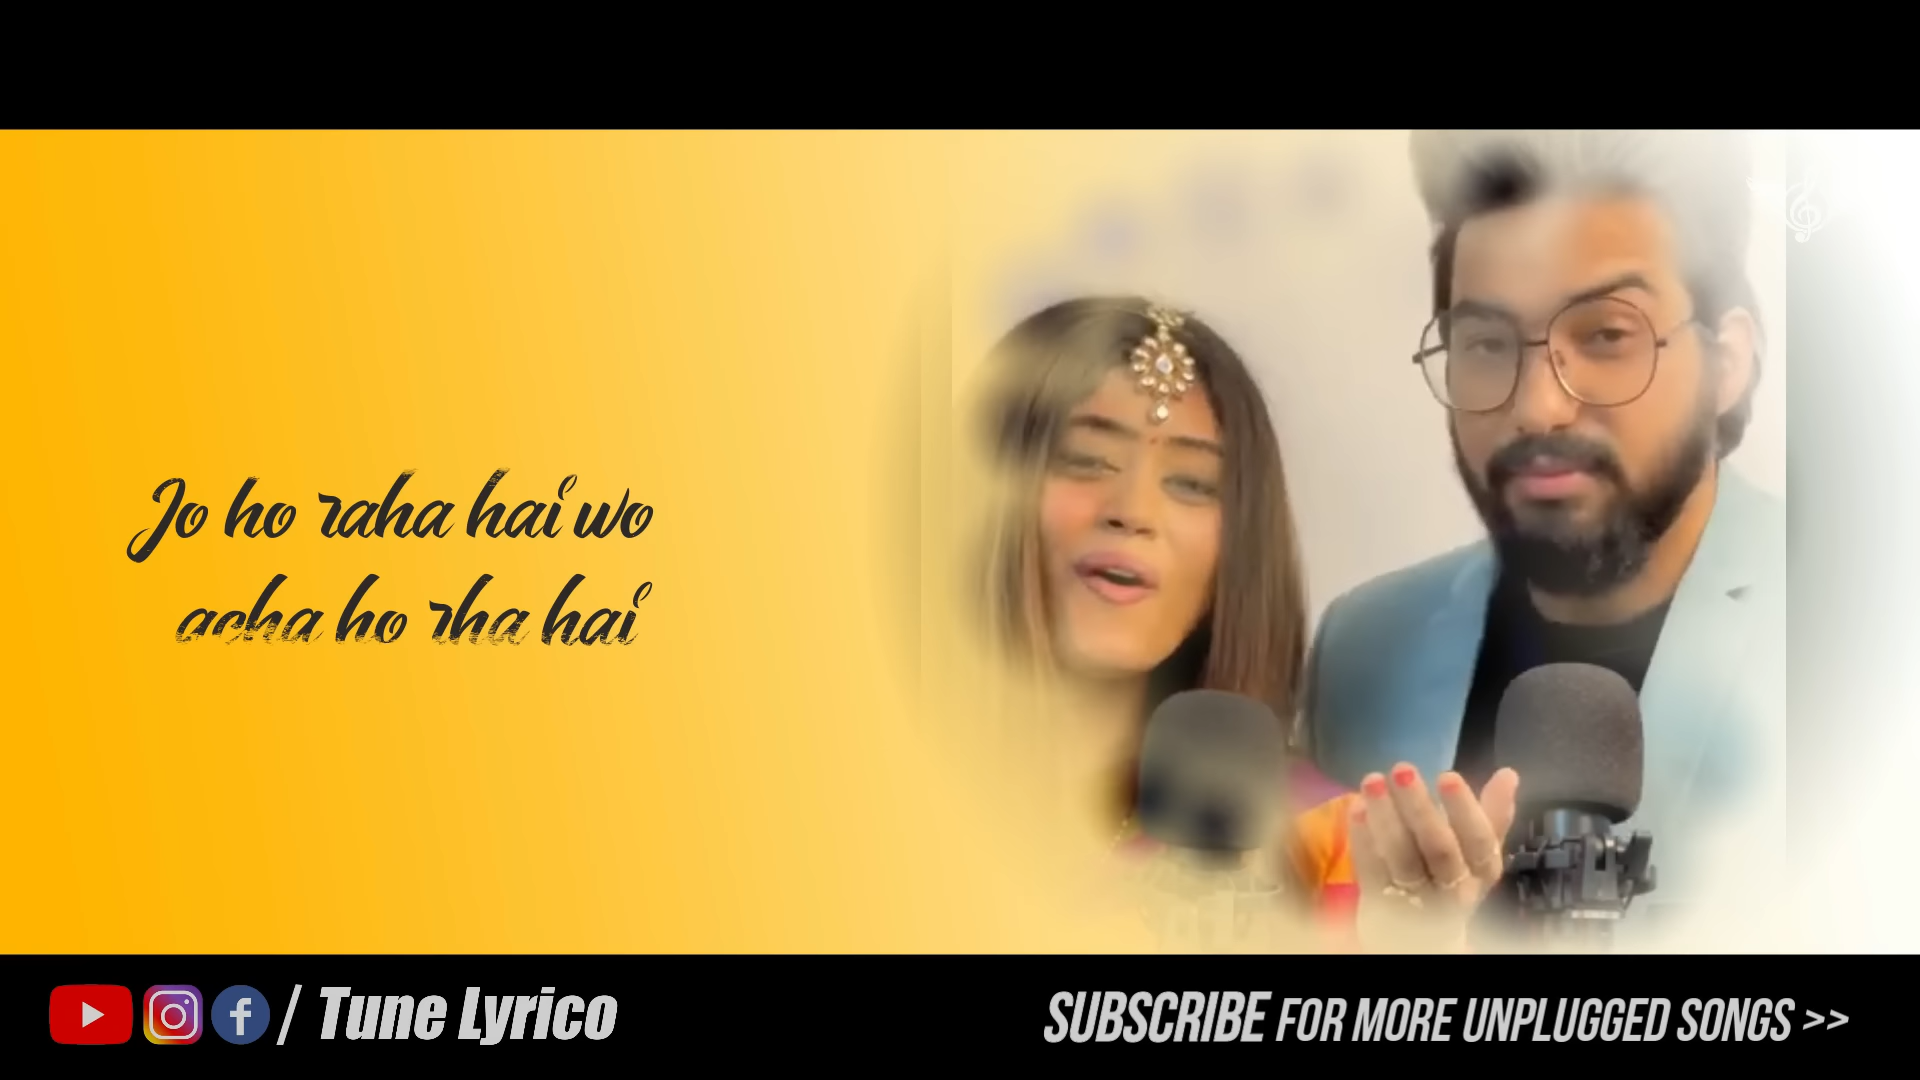 Jo ho raha hai wo
acha ho rha hai
/ Tune Lyrico
SUBSCRIBE FOR MORE UNPLUGGED SONGS >>